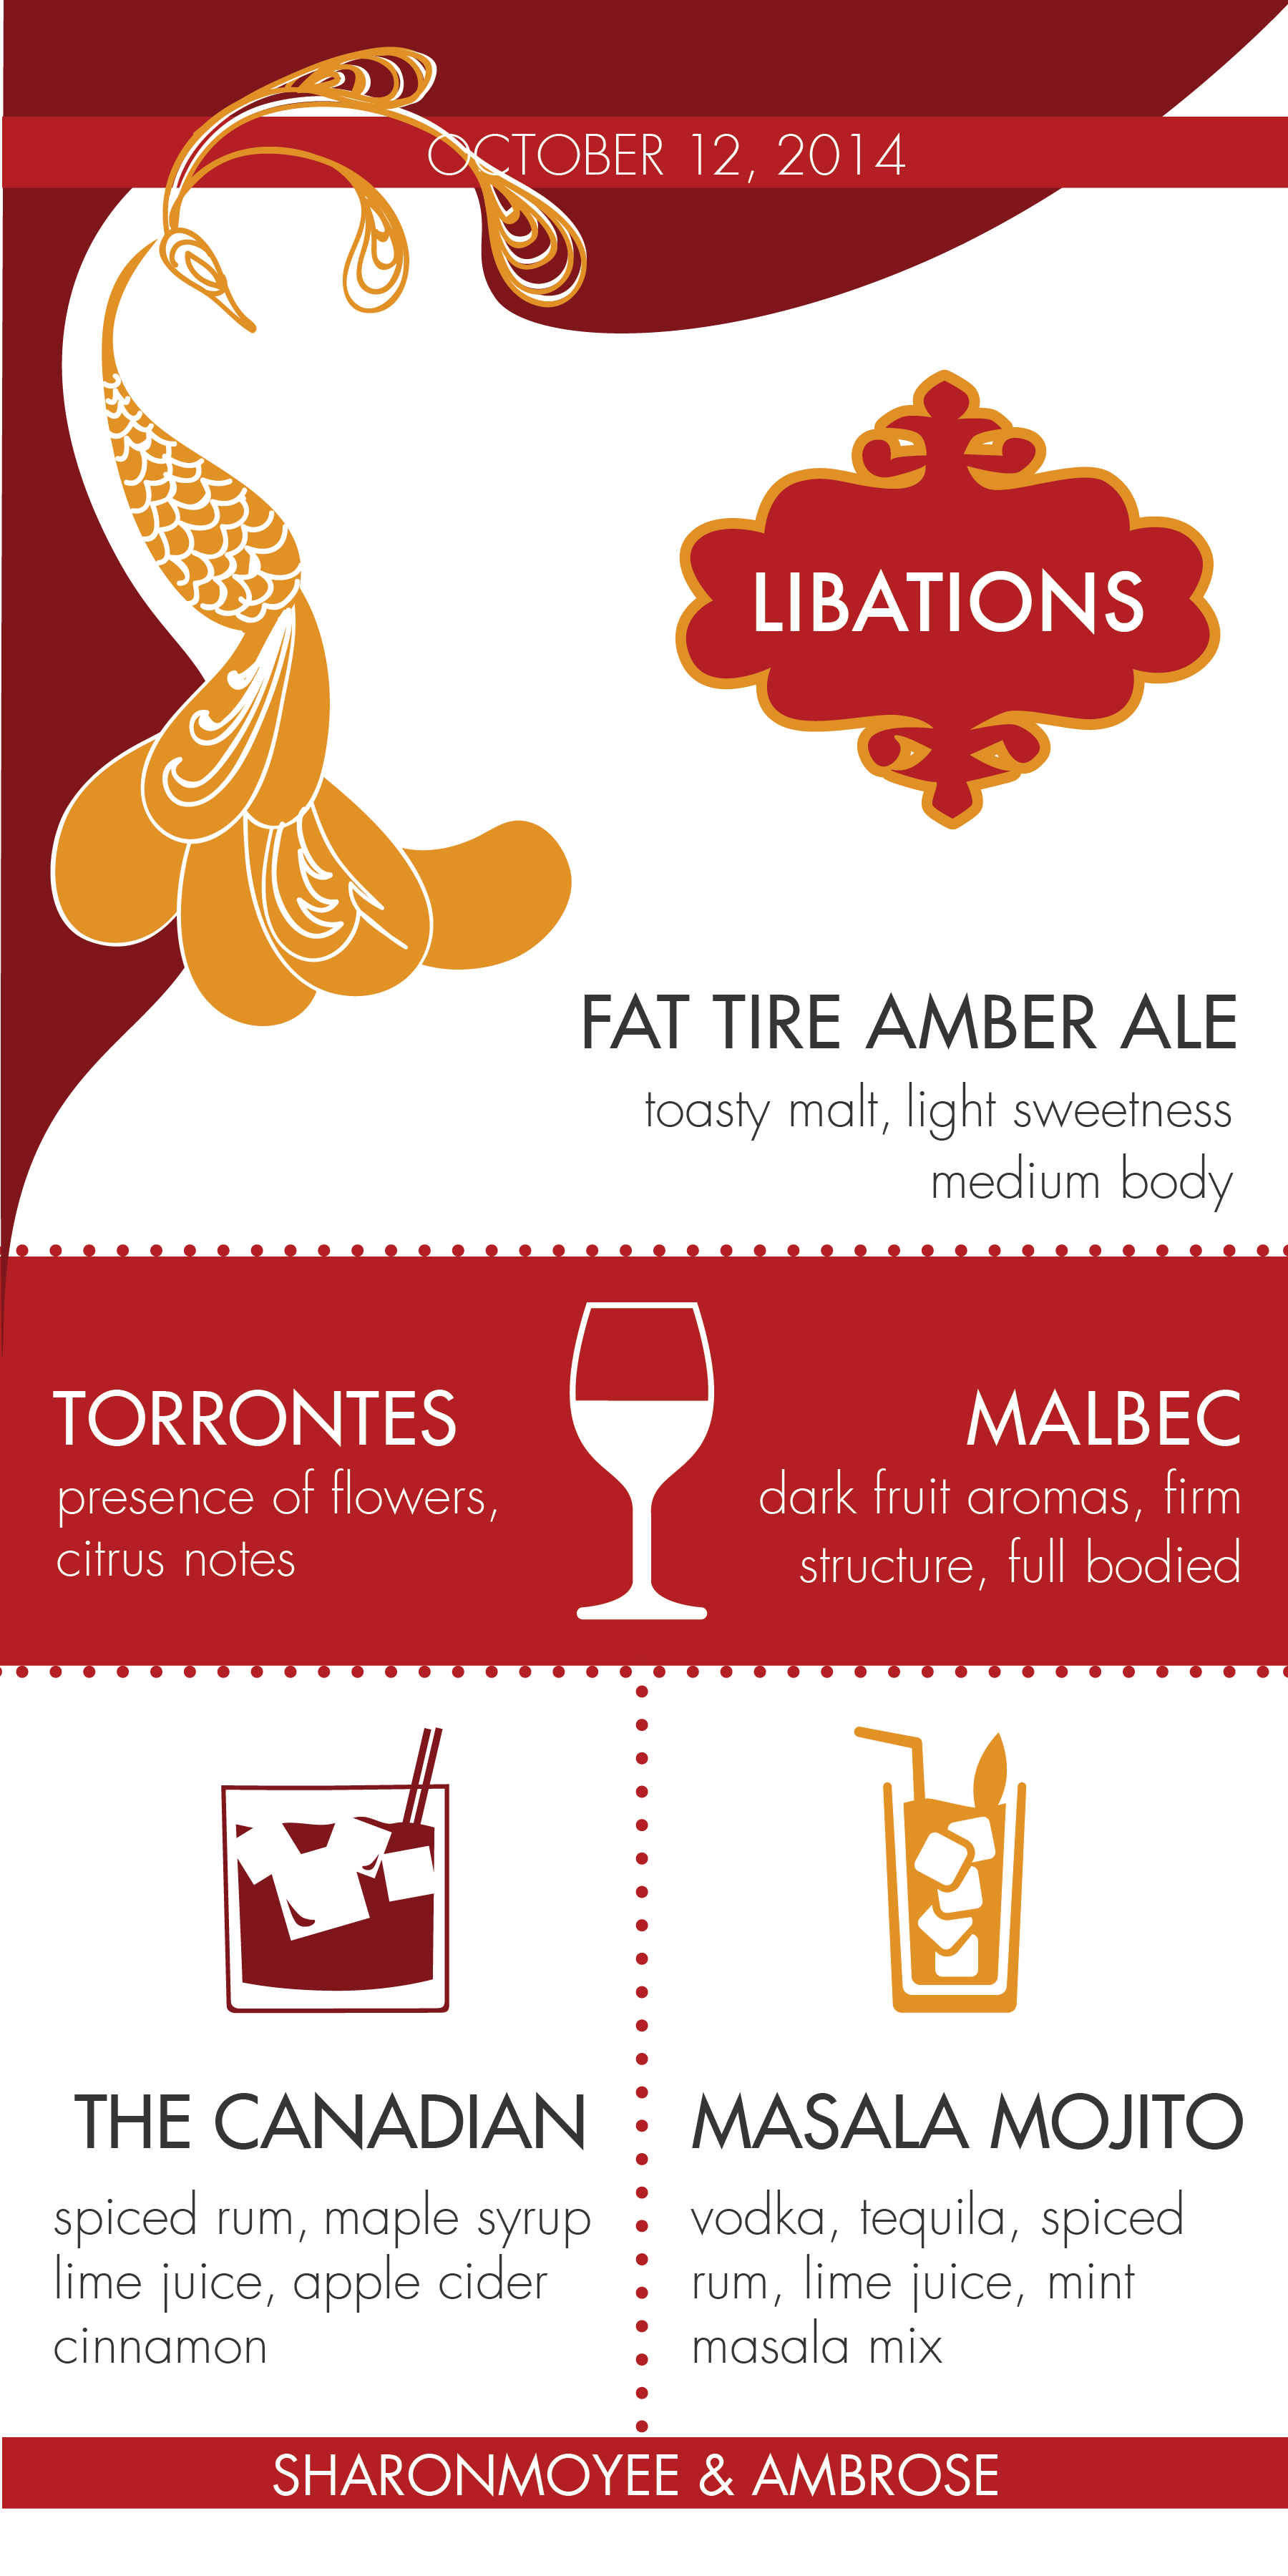 OCTOBER 12, 2014
LIBATIONS
FAT TIRE AMBER ALE
toasty malt, light sweetness
medium body
TORRONTES
presence of flowers,
citrus notes
MALBEC
dark fruit aromas, firm
structure, full bodied
THE CANADIAN
spiced rum, maple syrup
lime juice, apple cider
cinnamon
MASALA MOJITO
vodka, tequila, spiced
rum, lime juice, mint
masala mix
SHARONMOYEE & AMBROSE